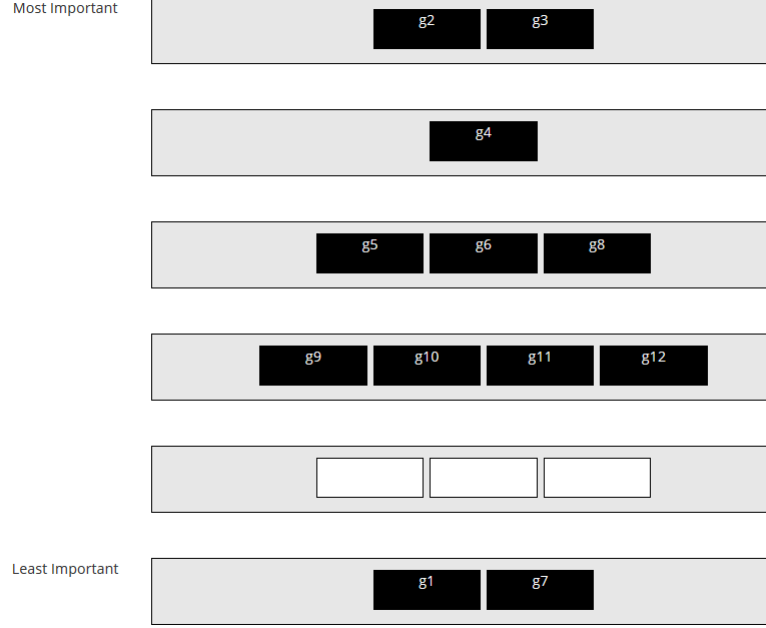 Most Important
g2 g3
g4
g5 g6 g8
g9 g10 g11 g12
Least Important
g1 g7